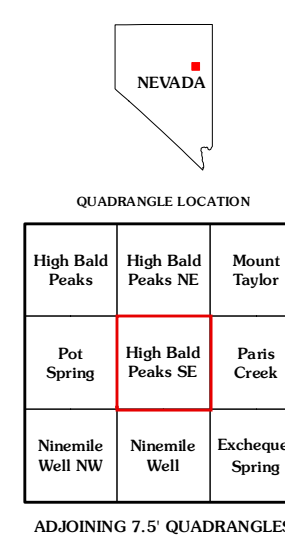 NEVADA
QUADRANGLE LOCATION
High Bald High Bald Mount
Peaks Peaks NE Taylor
Pot High Bald Paris
Spring Peaks SE Creek
Ninemile Ninemile Excheque
Well NW Well Spring
ADJOINING 7.5' QUADRANGLES